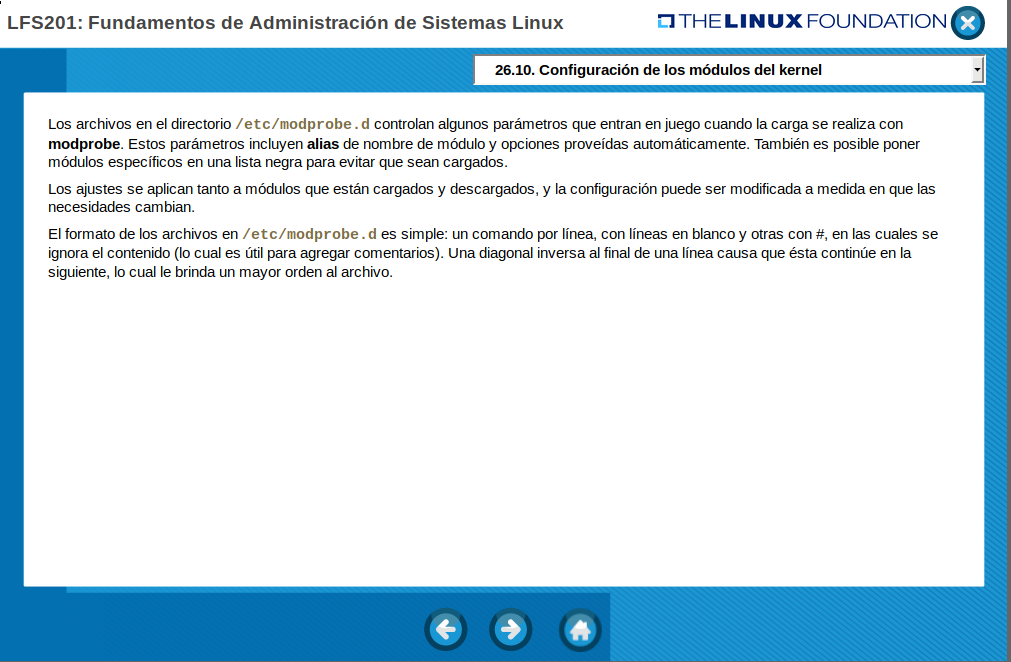 LFS201: Fundamentos de Administración de Sistemas Linux
THE LINUX FOUNDATION
26.10. Configuración de los módulos del kernel
Los archivos en el directorio /etc/modprobe.d controlan algunos parámetros que entran en juego cuando la carga se realiza con
modprobe. Estos parámetros incluyen alias de nombre de módulo y opciones proveídas automáticamente. También es posible poner
módulos específicos en una lista negra para evitar que sean cargados.
Los ajustes se aplican tanto a módulos que están cargados y descargados, y la configuración puede ser modificada a medida en que las
necesidades cambian.
El formato de los archivos en /etc/modprobe.d es simple: un comando por línea, con líneas en blanco y otras con #, en las cuales se
ignora el contenido (lo cual es útil para agregar comentarios). Una diagonal inversa al final de una línea causa que ésta continúe en la
siguiente, lo cual le brinda un mayor orden al archivo.